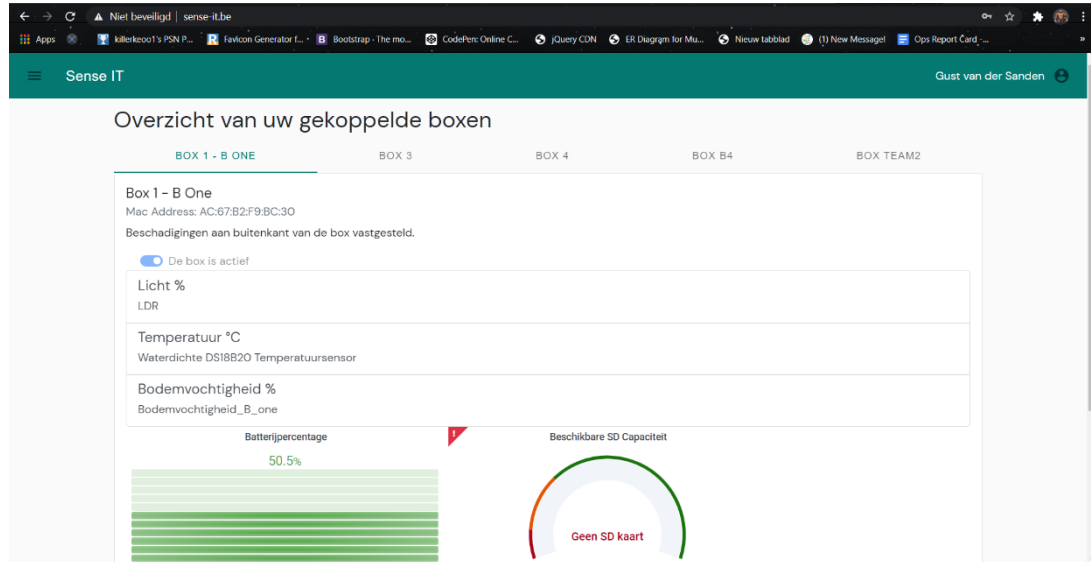 Niet beveiligd | sense-it.be
Apps killerkeoo1's PSN P... Favicon Generator f... B Bootstrap · The mo... CodePen: Online C... jQuery CDN ER Diagram for Mu... Nieuw tabblad (1) New Message! Ops Report Card -... »
Sense IT Gust van der Sanden
Overzicht van uw gekoppelde boxen
BOX 1 - B ONE BOX 3 BOX 4 BOX B4 BOX TEAM2
Box 1 - B One
Mac Address: AC:67:B2:F9:BC:30
Beschadigingen aan buitenkant van de box vastgesteld.
De box is actief
Licht %
LDR
Temperatuur °C
Waterdichte DS18B20 Temperatuursensor
Bodemvochtigheid %
Bodemvochtigheid_B_one
Batterijpercentage ! Beschikbare SD Capaciteit
50.5%
Geen SD kaart